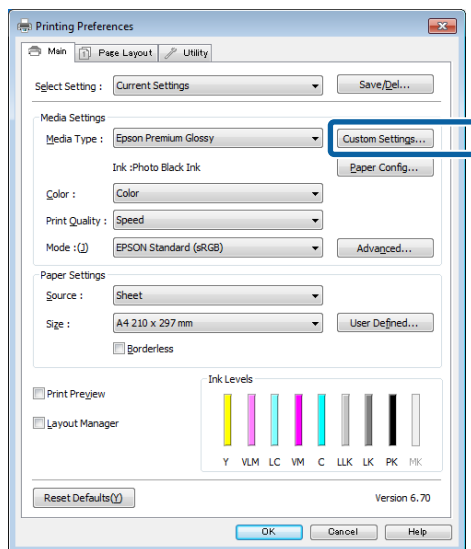 Printing Preferences
Main Page Layout Utility
Select Setting : Current Settings Save/Del...
Media Settings
Media Type : Epson Premium Glossy Custom Settings...
Ink :Photo Black Ink Paper Config...
Color : Color
Print Quality : Speed
Mode :(J) EPSON Standard (sRGB) Advanced...
Paper Settings
Source : Sheet
Size : A4 210 x 297 mm User Defined...
Borderless
Ink Levels
Print Preview
Layout Manager
Y VLM LC VM C LLK LK PK MK
Reset Defaults(Y) Version 6.70
OK Cancel Help